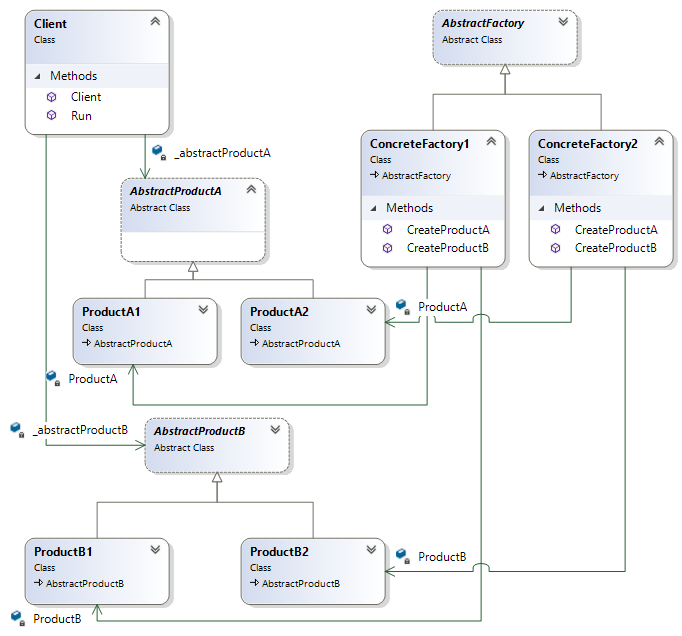 Client
Class
Methods
Client
Run
AbstractFactory
Abstract Class
_abstractProductA
ConcreteFactory1
Class
AbstractFactory
Methods
CreateProductA
CreateProductB
ConcreteFactory2
Class
AbstractFactory
Methods
CreateProductA
CreateProductB
AbstractProductA
Abstract Class
ProductA1
Class
AbstractProductA
ProductA2
Class
AbstractProductA
ProductA
ProductA
_abstractProductB
AbstractProductB
Abstract Class
ProductB1
Class
AbstractProductB
ProductB2
Class
AbstractProductB
ProductB
ProductB